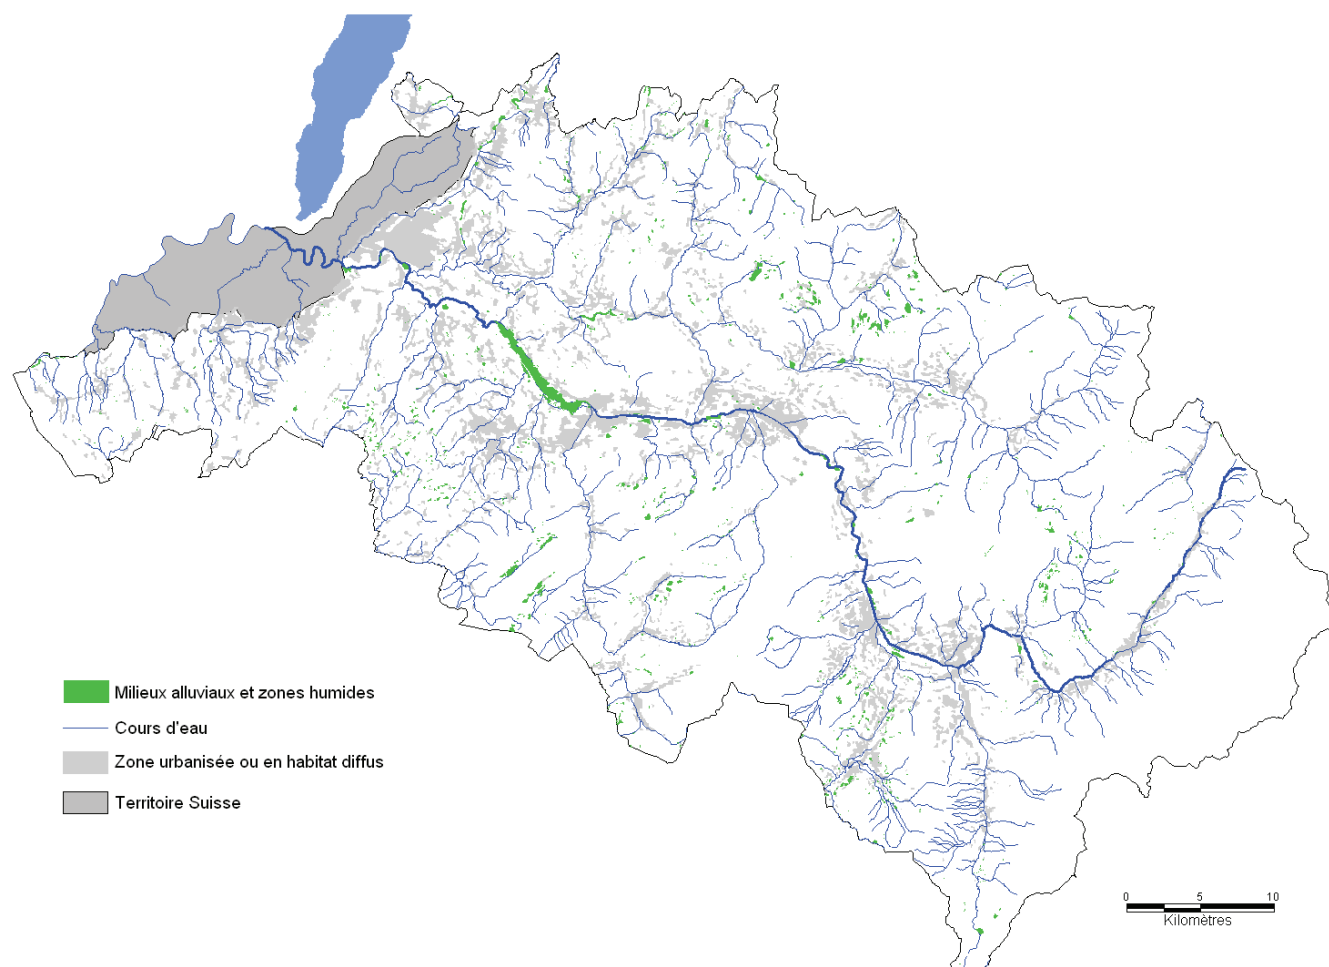 Milieux alluviaux et zones humides
Cours d'eau
Zone urbanisée ou en habitat diffus
Territoire Suisse
0 5 10
Kilomètres